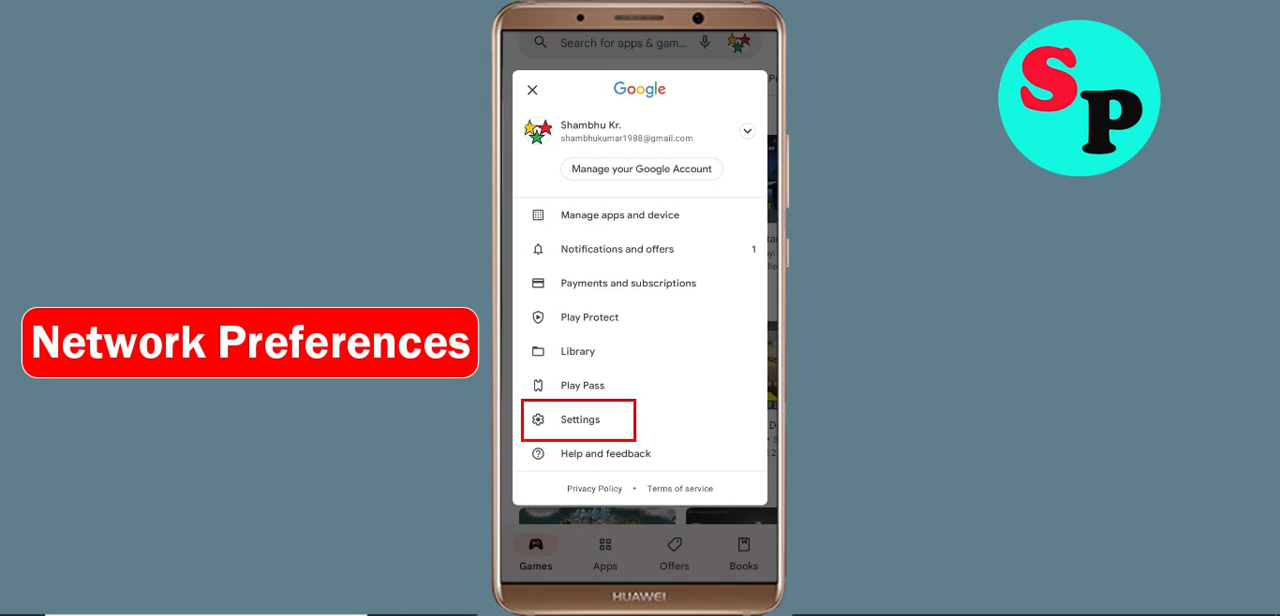 Search for apps & gam...
Google
Shambhu Kr.
shambhukumar1988@gmail.com
Manage your Google Account
Manage apps and device
Notifications and offers 1
Payments and subscriptions
Play Protect
Library
Play Pass
Settings
Help and feedback
Privacy Policy • Terms of service
Games Apps Offers Books
HUAWEI
Network Preferences
SP